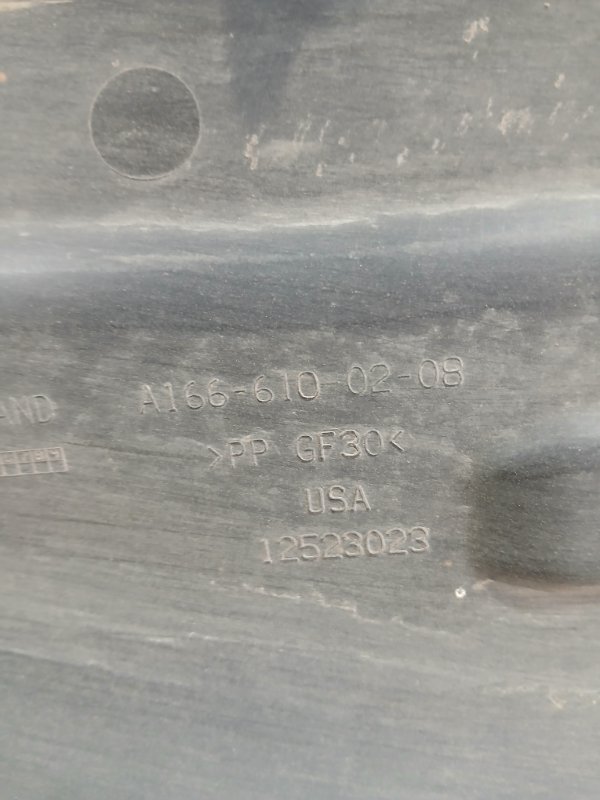 AND
A166-610-02-08
>PP GF30<
USA
12523023